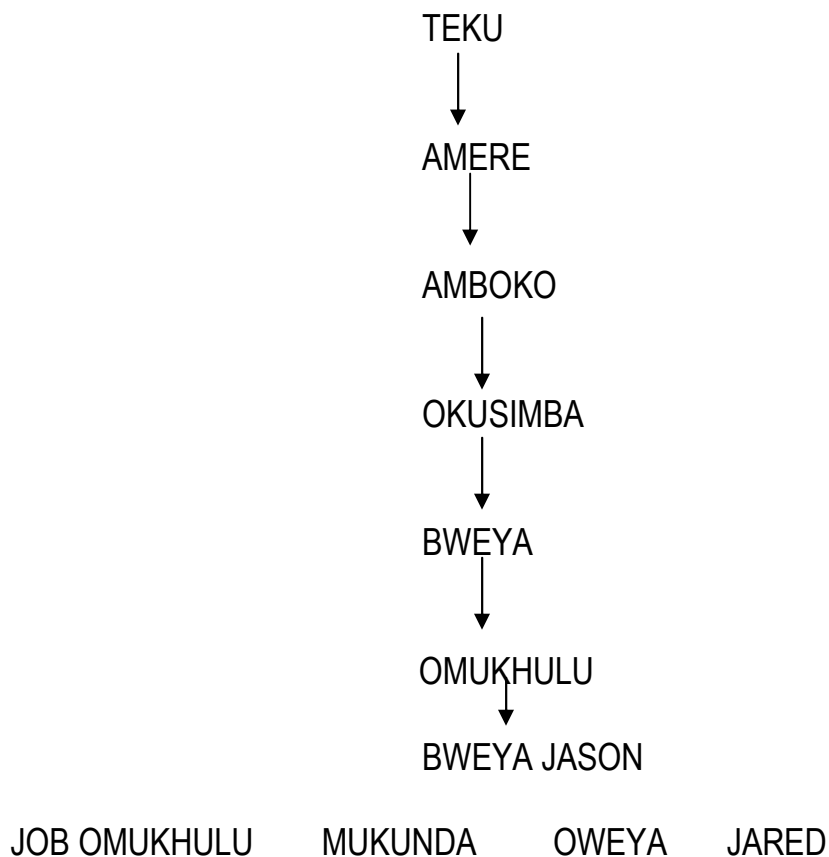 TEKU
AMERE
AMBOKO
OKUSIMBA
BWEYA
OMUKHULU
BWEYA JASON
JOB OMUKHULU MUKUNDA OWEYA JARED